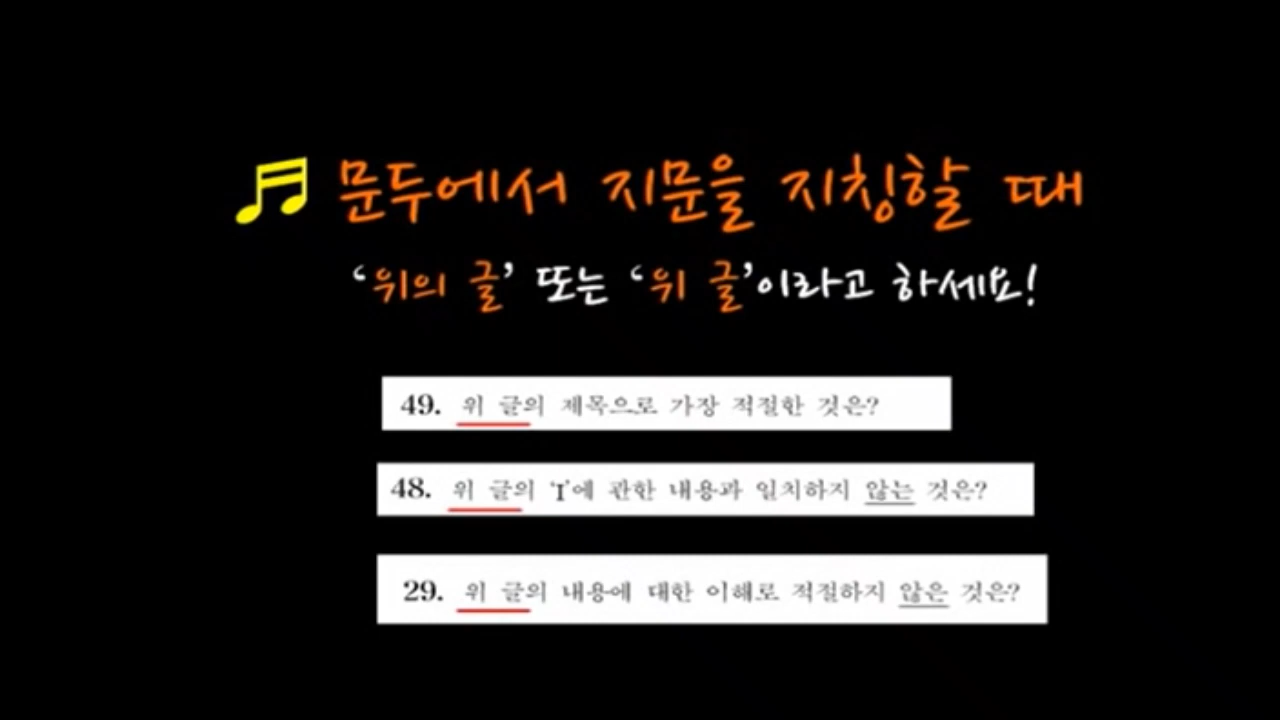 문두에서 지문을 지칭할 때
‘위의 글’ 또는 ‘위 글’이라고 하세요!
49. 위 글의 제목으로 가장 적절한 것은?
48. 위 글의 ‘I’에 관한 내용과 일치하지 않는 것은?
29. 위 글의 내용에 대한 이해로 적절하지 않은 것은?